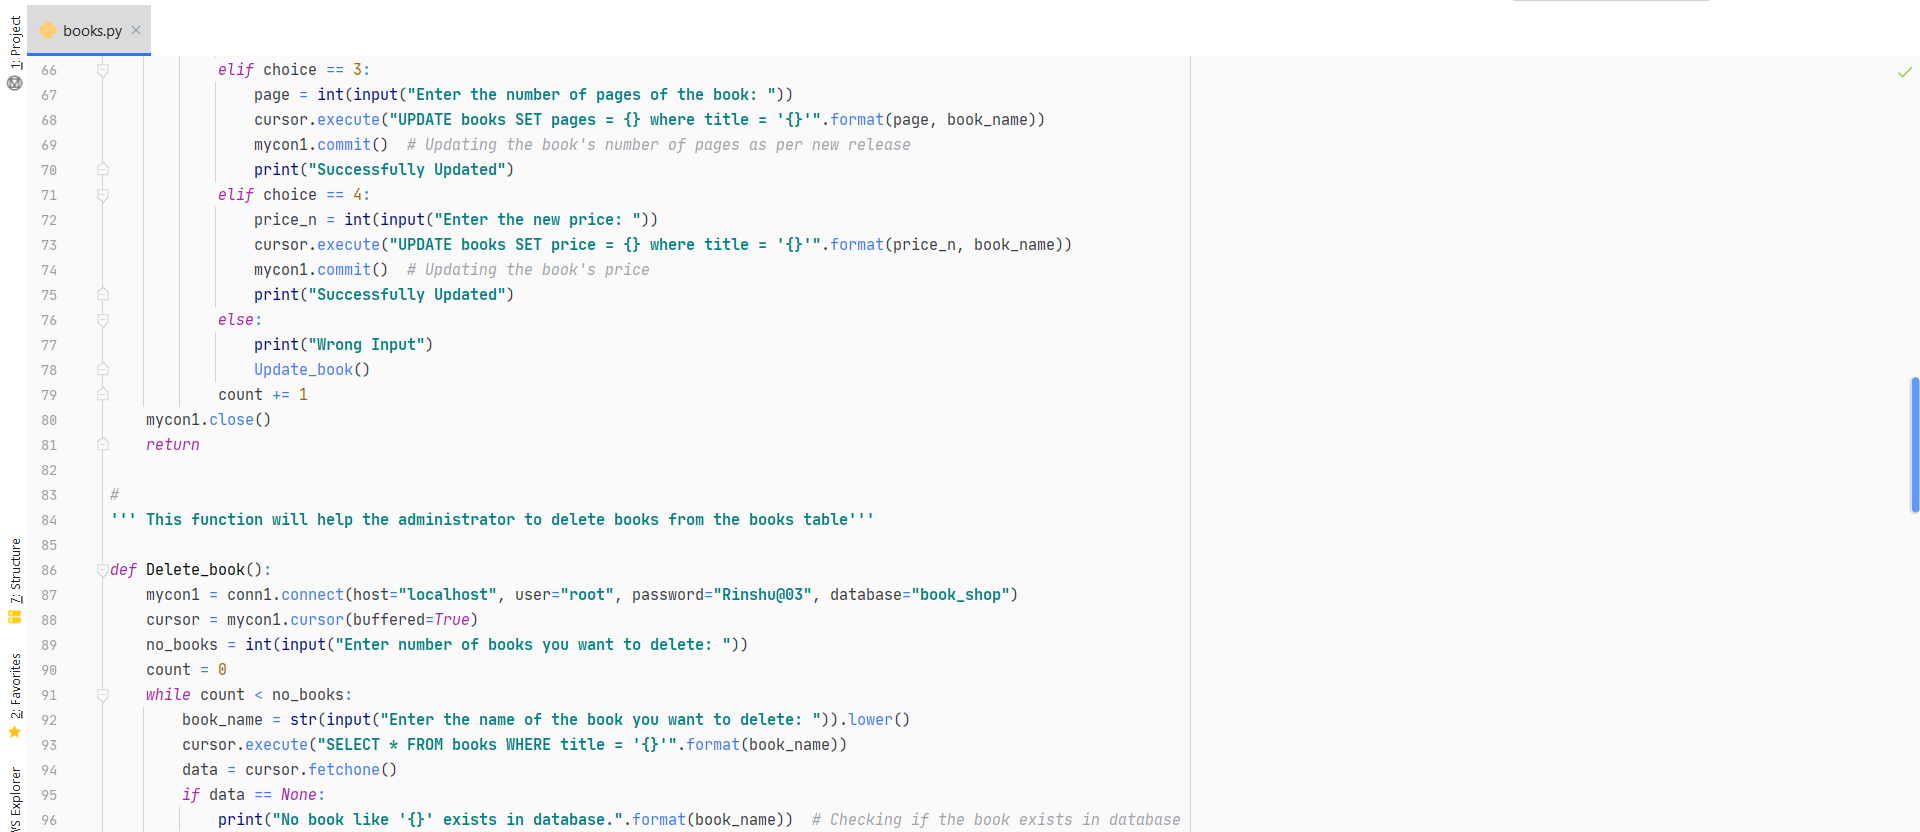 books.py
1: Project
7: Structure
2: Favorites
WS Explorer
66 elif choice == 3:
67 page = int(input("Enter the number of pages of the book: "))
68 cursor.execute("UPDATE books SET pages = {} where title = '{}'".format(page, book_name))
69 mycon1.commit()  # Updating the book's number of pages as per new release
70 print("Successfully Updated")
71 elif choice == 4:
72 price_n = int(input("Enter the new price: "))
73 cursor.execute("UPDATE books SET price = {} where title = '{}'".format(price_n, book_name))
74 mycon1.commit()  # Updating the book's price
75 print("Successfully Updated")
76 else:
77 print("Wrong Input")
78 Update_book()
79 count += 1
80 mycon1.close()
81 return
82
83 #
84 ''' This function will help the administrator to delete books from the books table'''
85
86 def Delete_book():
87 mycon1 = conn1.connect(host="localhost", user="root", password="Rinshu@03", database="book_shop")
88 cursor = mycon1.cursor(buffered=True)
89 no_books = int(input("Enter number of books you want to delete: "))
90 count = 0
91 while count < no_books:
92 book_name = str(input("Enter the name of the book you want to delete: ")).lower()
93 cursor.execute("SELECT * FROM books WHERE title = '{}'".format(book_name))
94 data = cursor.fetchone()
95 if data == None:
96 print("No book like '{}' exists in database.".format(book_name))  # Checking if the book exists in database